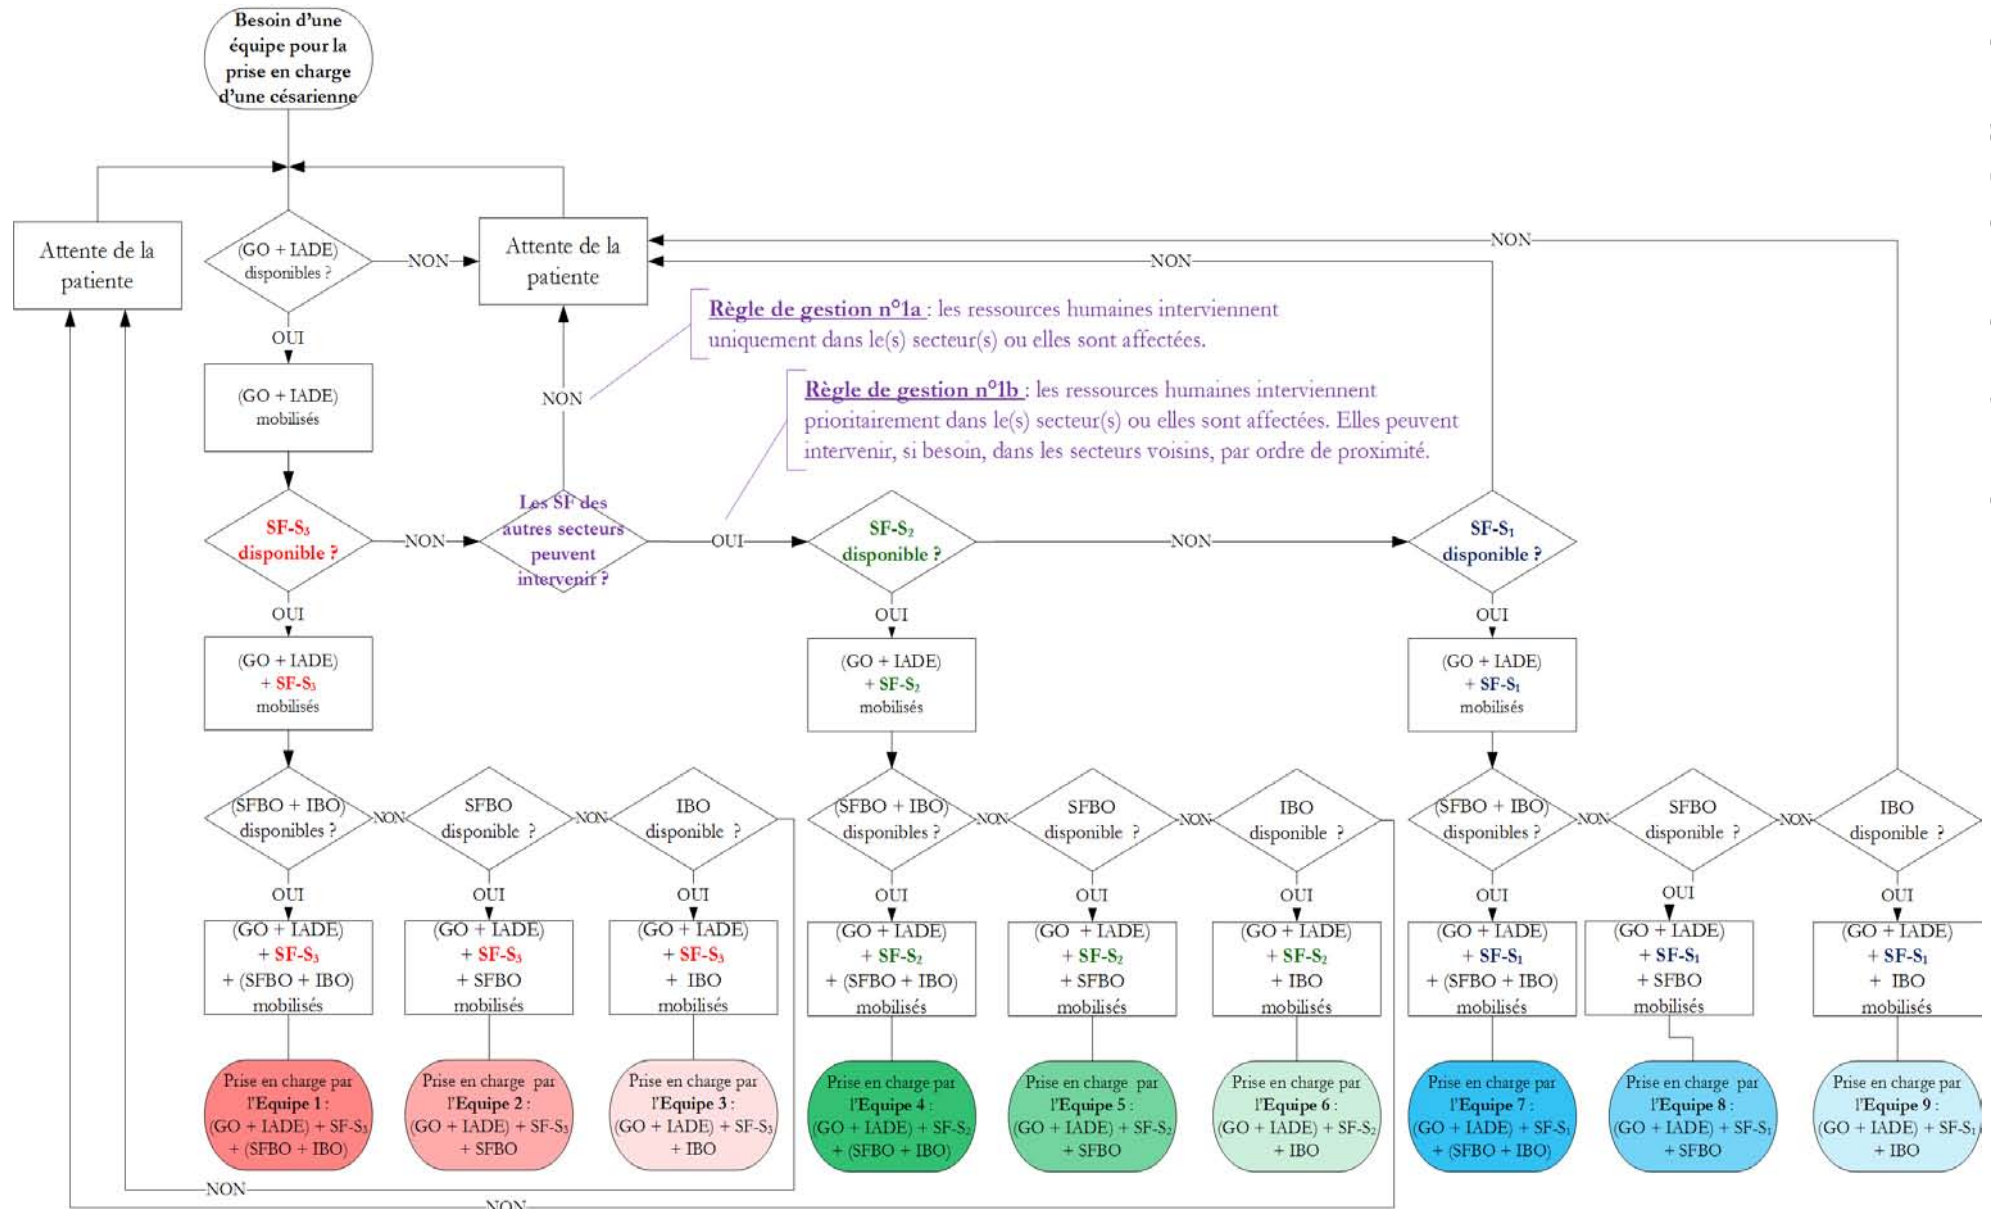 Besoin d'une
équipe pour la
prise en charge
d'une césarienne
Attente de la
patiente
(GO + IADE)
disponibles ?
NON
Attente de la
patiente
NON
NON
OUI
Règle de gestion n°1a : les ressources humaines interviennent
uniquement dans le(s) secteur(s) ou elles sont affectées.
(GO + IADE)
mobilisés
NON
Règle de gestion n°1b : les ressources humaines interviennent
prioritairement dans le(s) secteur(s) ou elles sont affectées. Elles peuvent
intervenir, si besoin, dans les secteurs voisins, par ordre de proximité.
SF-S₃
disponible ?
NON
Les SF des
autres secteurs
peuvent
intervenir ?
OUI
SF-S₂
disponible ?
NON
SF-S₁
disponible ?
OUI
OUI
OUI
(GO + IADE)
+ SF-S₃
mobilisés
(GO + IADE)
+ SF-S₂
mobilisés
(GO + IADE)
+ SF-S₁
mobilisés
(SFBO + IBO)
disponibles ?
NON
SFBO
disponible ?
NON
IBO
disponible ?
(SFBO + IBO)
disponibles ?
NON
SFBO
disponible ?
NON
IBO
disponible ?
(SFBO + IBO)
disponibles ?
NON
SFBO
disponible ?
NON
IBO
disponible ?
OUI
OUI
OUI
OUI
OUI
OUI
OUI
OUI
OUI
(GO + IADE)
+ SF-S₃
+ (SFBO + IBO)
mobilisés
(GO + IADE)
+ SF-S₃
+ SFBO
mobilisés
(GO + IADE)
+ SF-S₃
+ IBO
mobilisés
(GO + IADE)
+ SF-S₂
+ (SFBO + IBO)
mobilisés
(GO + IADE)
+ SF-S₂
+ SFBO
mobilisés
(GO + IADE)
+ SF-S₂
+ IBO
mobilisés
(GO + IADE)
+ SF-S₁
+ (SFBO + IBO)
mobilisés
(GO + IADE)
+ SF-S₁
+ SFBO
mobilisés
(GO + IADE)
+ SF-S₁
+ IBO
mobilisés
Prise en charge par
l'Equipe 1 :
(GO + IADE) + SF-S₃
+ (SFBO + IBO)
Prise en charge par
l'Equipe 2 :
(GO + IADE) + SF-S₃
+ SFBO
Prise en charge par
l'Equipe 3 :
(GO + IADE) + SF-S₃
+ IBO
Prise en charge par
l'Equipe 4 :
(GO + IADE) + SF-S₂
+ (SFBO + IBO)
Prise en charge par
l'Equipe 5 :
(GO + IADE) + SF-S₂
+ SFBO
Prise en charge par
l'Equipe 6 :
(GO + IADE) + SF-S₂
+ IBO
Prise en charge par
l'Equipe 7 :
(GO + IADE) + SF-S₁
+ (SFBO + IBO)
Prise en charge par
l'Equipe 8 :
(GO + IADE) + SF-S₁
+ SFBO
Prise en charge par
l'Equipe 9 :
(GO + IADE) + SF-S₁
+ IBO
NON
NON